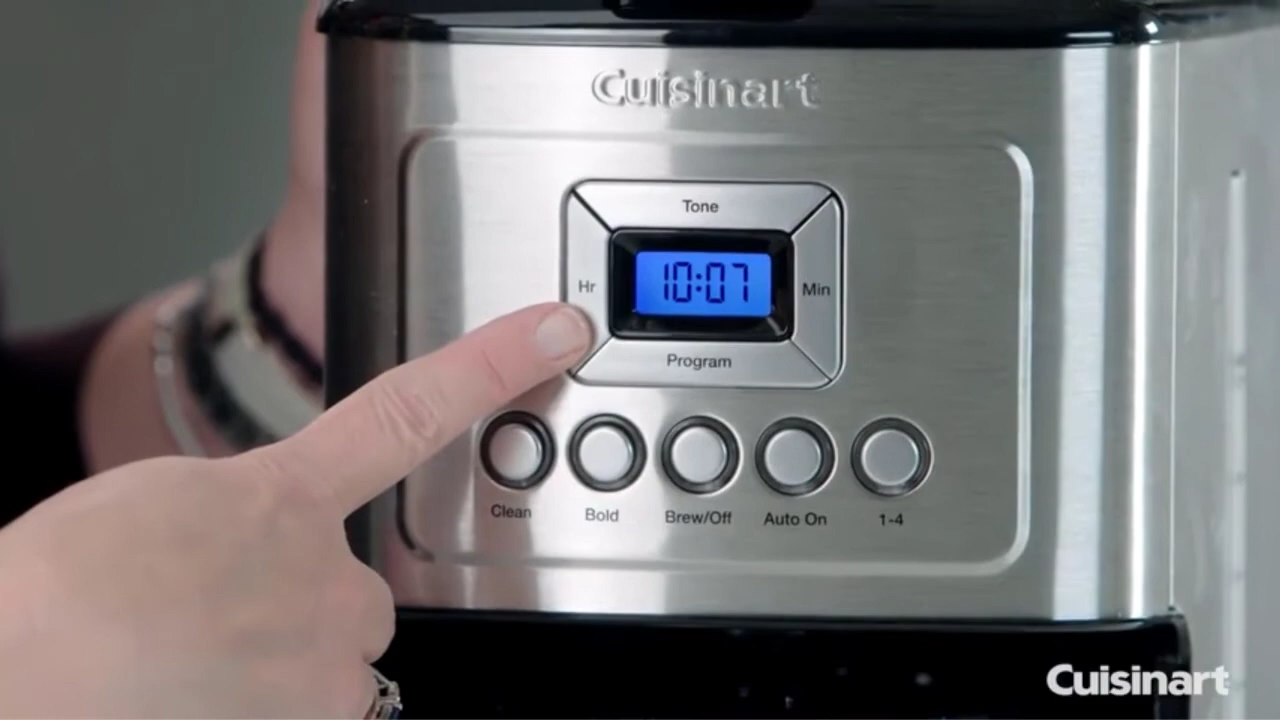 Cuisinart
Tone
Hr
10:07
Min
Program
Clean
Bold
Brew/Off
Auto On
1-4
Cuisinart